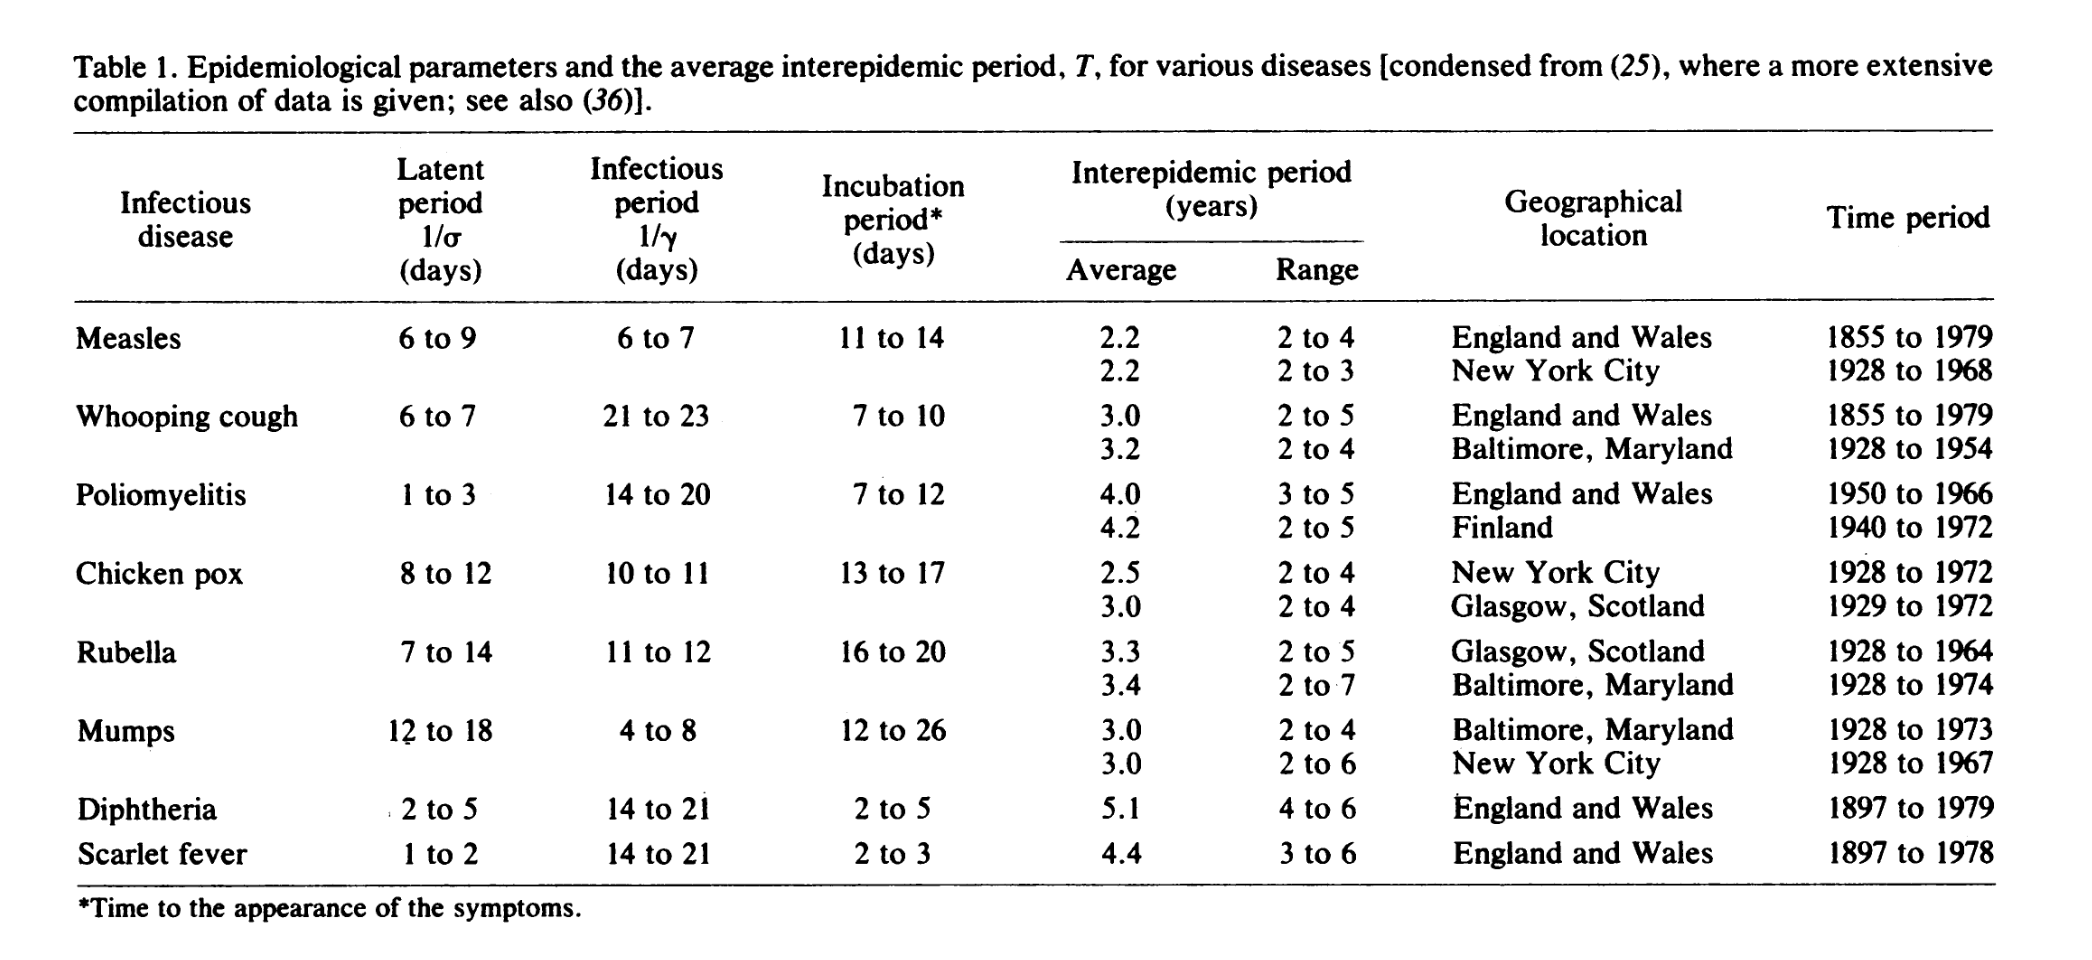 Table 1. Epidemiological parameters and the average interepidemic period, T, for various diseases [condensed from (25), where a more extensive
compilation of data is given; see also (36)].
Infectious disease | Latent period 1/σ (days) | Infectious period 1/γ (days) | Incubation period* (days) | Interepidemic period (years) Average | Range | Geographical location | Time period
Measles 6 to 9 6 to 7 11 to 14 2.2 2 to 4 England and Wales 1855 to 1979
2.2 2 to 3 New York City 1928 to 1968
Whooping cough 6 to 7 21 to 23 7 to 10 3.0 2 to 5 England and Wales 1855 to 1979
3.2 2 to 4 Baltimore, Maryland 1928 to 1954
Poliomyelitis 1 to 3 14 to 20 7 to 12 4.0 3 to 5 England and Wales 1950 to 1966
4.2 2 to 5 Finland 1940 to 1972
Chicken pox 8 to 12 10 to 11 13 to 17 2.5 2 to 4 New York City 1928 to 1972
3.0 2 to 4 Glasgow, Scotland 1929 to 1972
Rubella 7 to 14 11 to 12 16 to 20 3.3 2 to 5 Glasgow, Scotland 1928 to 1964
3.4 2 to 7 Baltimore, Maryland 1928 to 1974
Mumps 12 to 18 4 to 8 12 to 26 3.0 2 to 4 Baltimore, Maryland 1928 to 1973
3.0 2 to 6 New York City 1928 to 1967
Diphtheria 2 to 5 14 to 21 2 to 5 5.1 4 to 6 England and Wales 1897 to 1979
Scarlet fever 1 to 2 14 to 21 2 to 3 4.4 3 to 6 England and Wales 1897 to 1978
*Time to the appearance of the symptoms.